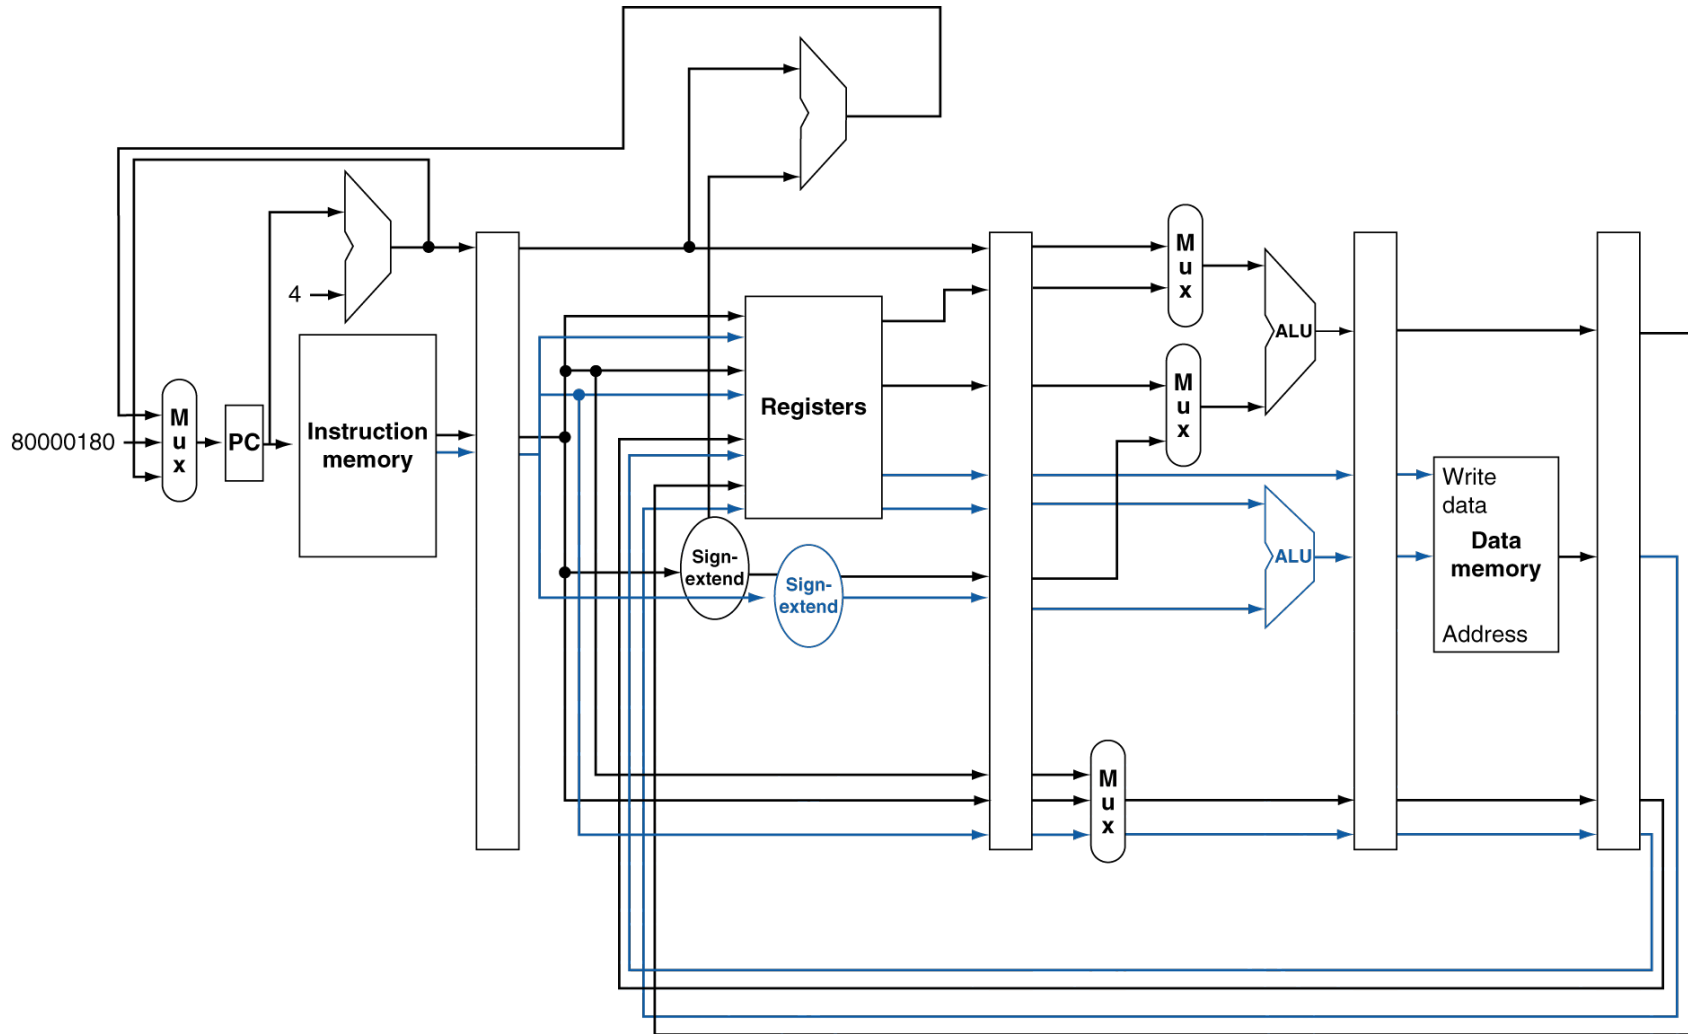 4
M
u
x
ALU
Instruction
memory
Registers
M
u
x
80000180
M
u
x
PC
Write
data
Data
memory
Address
Sign-
extend
Sign-
extend
ALU
M
u
x